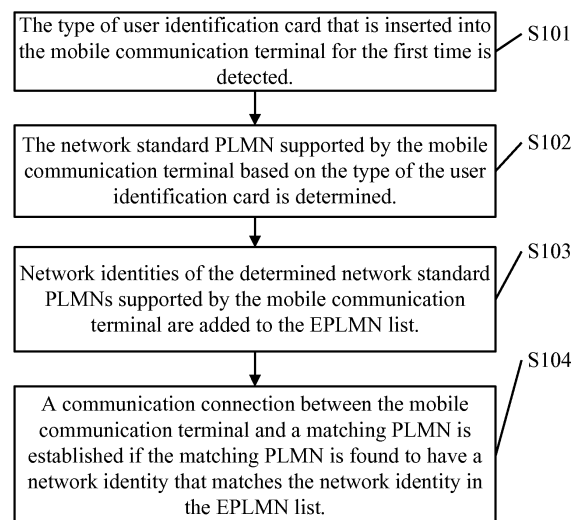 The type of user identification card that is inserted into
the mobile communication terminal for the first time is
detected.
S101
The network standard PLMN supported by the mobile
communication terminal based on the type of the user
identification card is determined.
S102
Network identities of the determined network standard
PLMNs supported by the mobile communication
terminal are added to the EPLMN list.
S103
A communication connection between the mobile
communication terminal and a matching PLMN is
established if the matching PLMN is found to have a
network identity that matches the network identity in
the EPLMN list.
S104